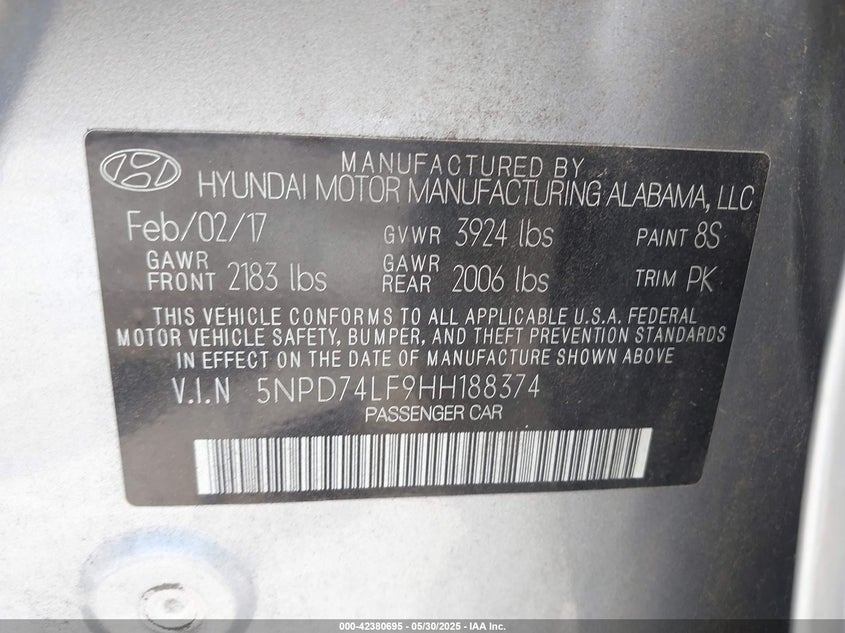 MANUFACTURED BY
HYUNDAI MOTOR MANUFACTURING ALABAMA, LLC
Feb/02/17 GVWR 3924 lbs PAINT 8S
GAWR FRONT 2183 lbs GAWR REAR 2006 lbs TRIM PK
THIS VEHICLE CONFORMS TO ALL APPLICABLE U.S.A. FEDERAL
MOTOR VEHICLE SAFETY, BUMPER, AND THEFT PREVENTION STANDARDS
IN EFFECT ON THE DATE OF MANUFACTURE SHOWN ABOVE
V.I.N 5NPD74LF9HH188374
PASSENGER CAR
000-42380695 - 05/30/2025 - IAA Inc.